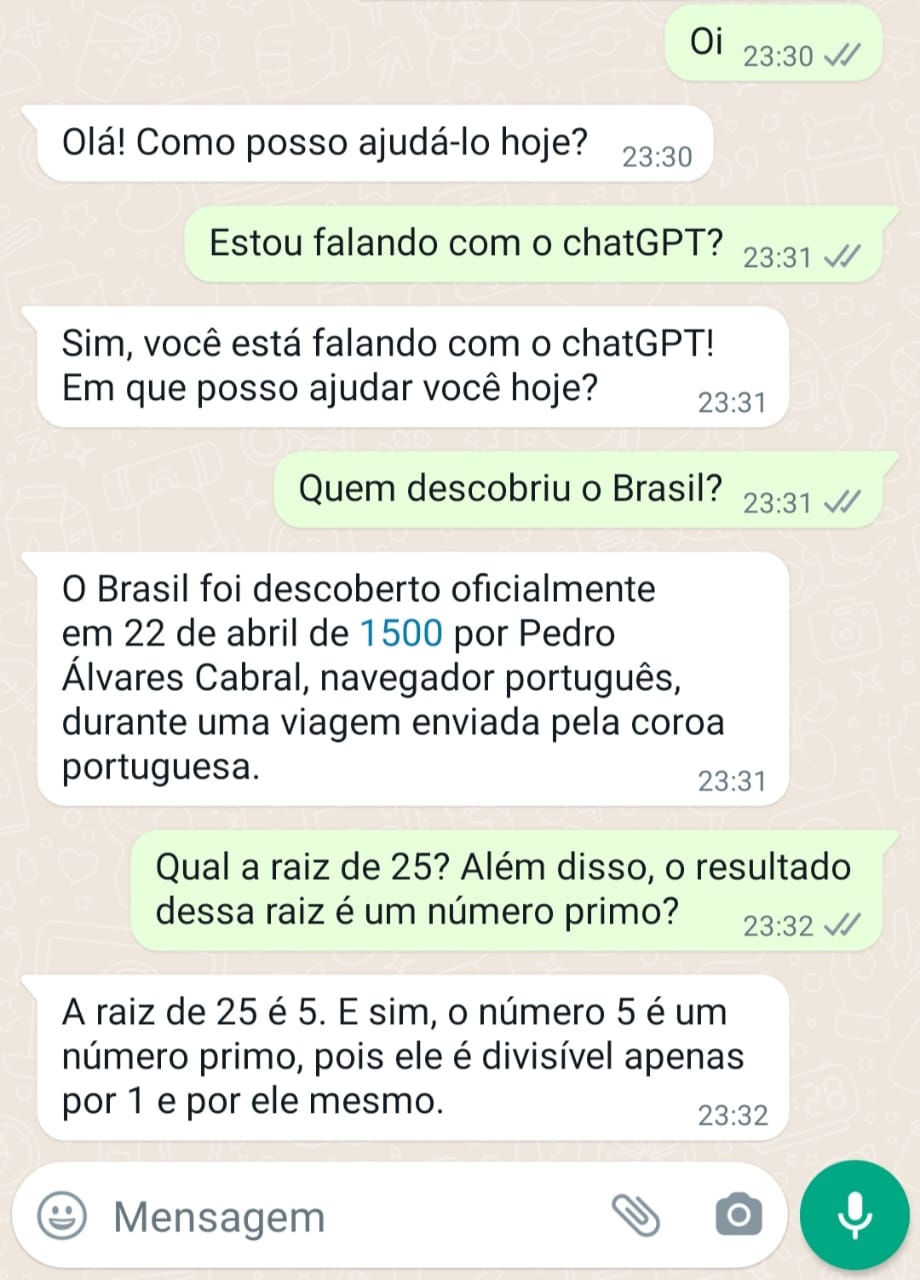 Oi 23:30
Olá! Como posso ajudá-lo hoje? 23:30
Estou falando com o chatGPT? 23:31
Sim, você está falando com o chatGPT!
Em que posso ajudar você hoje? 23:31
Quem descobriu o Brasil? 23:31
O Brasil foi descoberto oficialmente
em 22 de abril de 1500 por Pedro
Álvares Cabral, navegador português,
durante uma viagem enviada pela coroa
portuguesa. 23:31
Qual a raiz de 25? Além disso, o resultado
dessa raiz é um número primo? 23:32
A raiz de 25 é 5. E sim, o número 5 é um
número primo, pois ele é divisível apenas
por 1 e por ele mesmo. 23:32
Mensagem